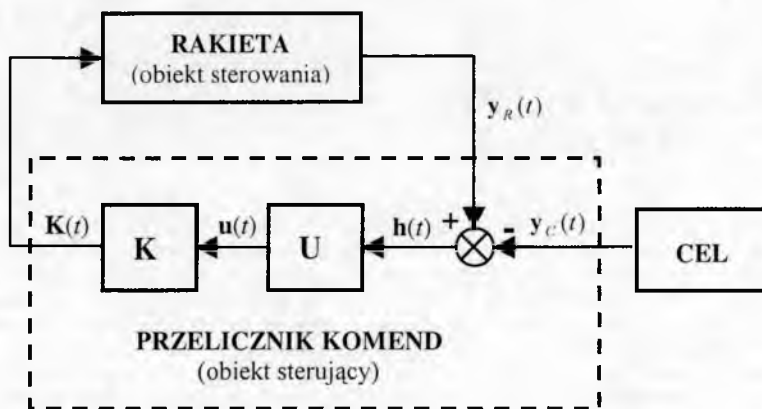 RAKIETA
(obiekt sterowania)
y_R(t)
K(t)
K
u(t)
U
h(t)
+
-
y_C(t)
CEL
PRZELICZNIK KOMEND
(obiekt sterujący)